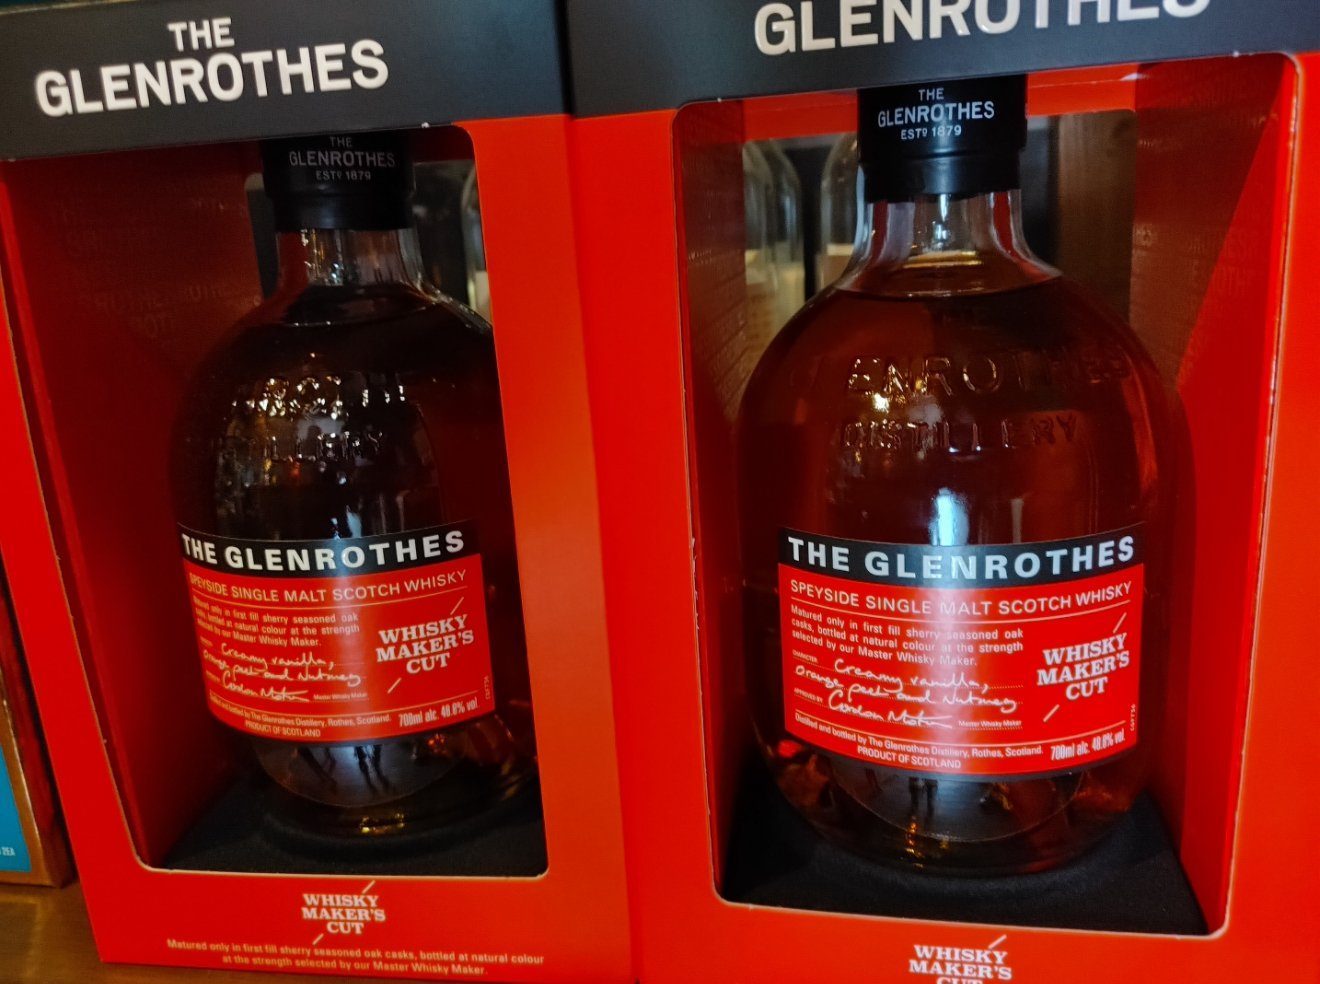 THE
GLENROTHES
THE
GLENROTHES
ESTD 1879
DISTILLERY
THE GLENROTHES
SPEYSIDE SINGLE MALT SCOTCH WHISKY
Matured only in first fill sherry seasoned oak
casks, bottled at natural colour at the strength
selected by our Master Whisky Maker.
Creamy vanilla,
orange peel and Nutmeg
Master Whisky Maker
WHISKY
MAKER'S
CUT
and bottled by The Glenrothes Distillery, Rothes, Scotland.
PRODUCT OF SCOTLAND
700ml alc. 48.8% vol
WHISKY
MAKER'S
CUT
Matured only in first fill sherry seasoned oak casks, bottled at natural colour
at the strength selected by our Master Whisky Maker.
GLENROTHES
THE
GLENROTHES
ESTD 1879
GLENROTHES
DISTILLERY
THE GLENROTHES
SPEYSIDE SINGLE MALT SCOTCH WHISKY
Matured only in first fill sherry seasoned oak
casks, bottled at natural colour at the strength
selected by our Master Whisky Maker.
CHARACTER
Creamy vanilla,
orange peel and Nutmeg
APPROVED BY
Master Whisky Maker
WHISKY
MAKER'S
CUT
Distilled and bottled by The Glenrothes Distillery, Rothes, Scotland.
PRODUCT OF SCOTLAND
700ml alc. 48.8% vol
WHISKY
MAKER'S
CUT